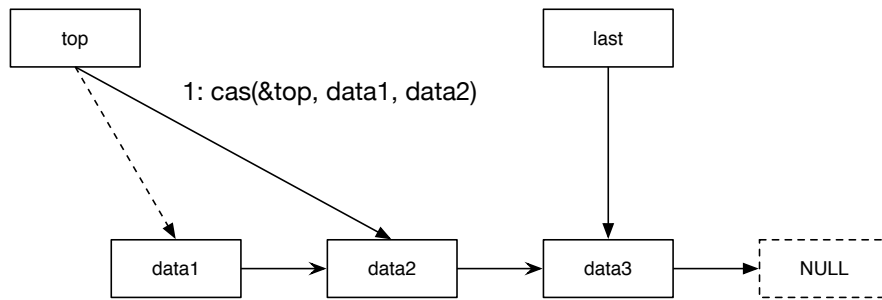 top
last
1: cas(&top, data1, data2)
data1
data2
data3
NULL